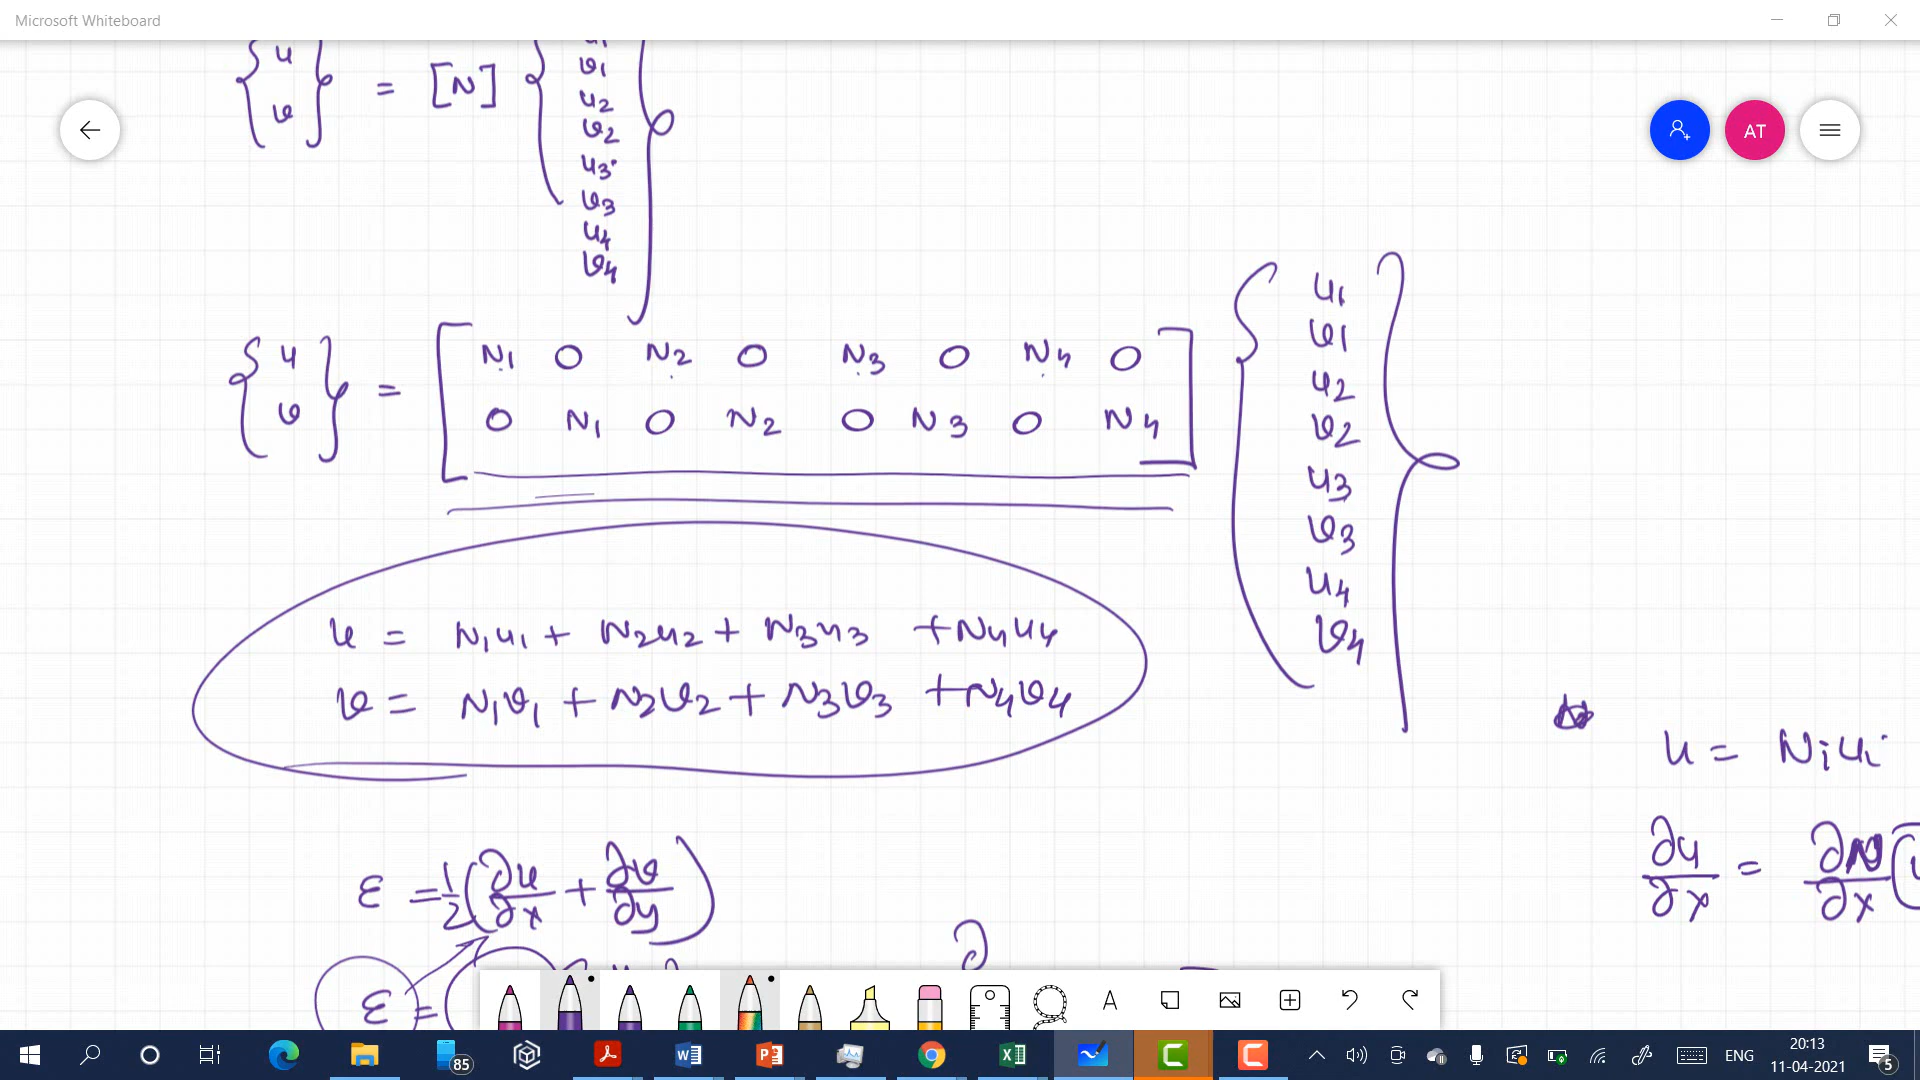 Microsoft Whiteboard
{ u v } = [N] { u1 v1 u2 v2 u3 v3 u4 v4 }
AT
{ u v } = [ N1 0 N2 0 N3 0 N4 0
0 N1 0 N2 0 N3 0 N4 ] { u1 v1 u2 v2 u3 v3 u4 v4 }
u = N1u1 + N2u2 + N3u3 + N4u4
v = N1v1 + N2v2 + N3v3 + N4v4
u = Niui
∂u/∂x = ∂N/∂x (
ε = 1/2 (∂u/∂x + ∂v/∂y)
∂
ε =
A
85
ENG
20:13
11-04-2021
5